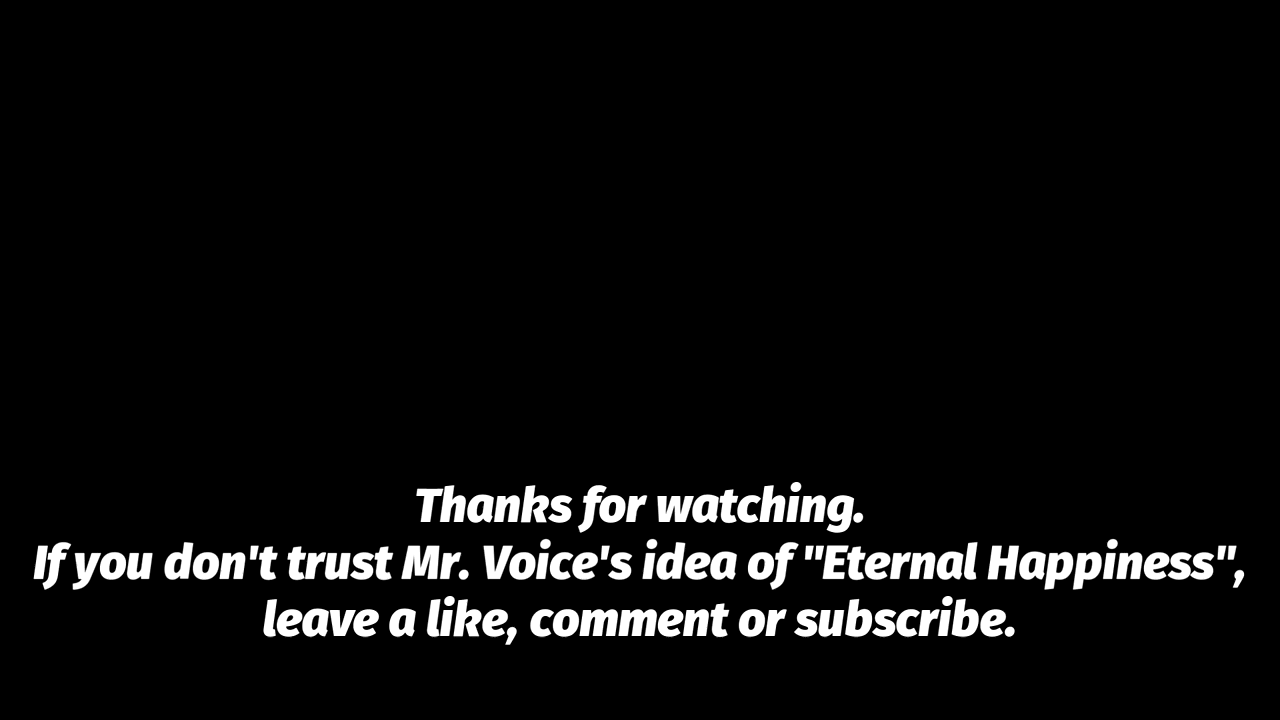 Thanks for watching.
If you don't trust Mr. Voice's idea of "Eternal Happiness",
leave a like, comment or subscribe.